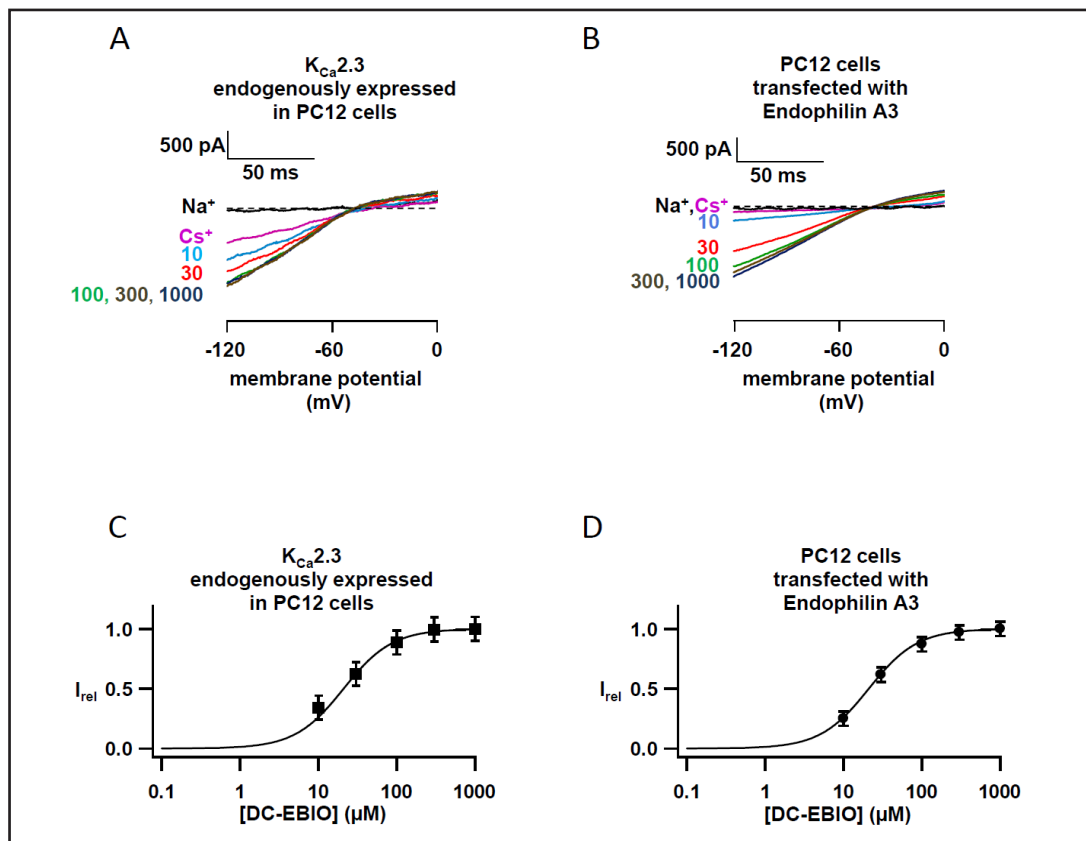 A
K_Ca2.3
endogenously expressed
in PC12 cells
500 pA
50 ms
Na⁺
Cs⁺
10
30
100, 300, 1000
-120 -60 0
membrane potential
(mV)
B
PC12 cells
transfected with
Endophilin A3
500 pA
50 ms
Na⁺,Cs⁺
10
30
100
300, 1000
-120 -60 0
membrane potential
(mV)
C
K_Ca2.3
endogenously expressed
in PC12 cells
1.0
I_rel 0.5
0.0
0.1 1 10 100 1000
[DC-EBIO] (µM)
D
PC12 cells
transfected with
Endophilin A3
1.0
I_rel 0.5
0.0
0.1 1 10 100 1000
[DC-EBIO] (µM)